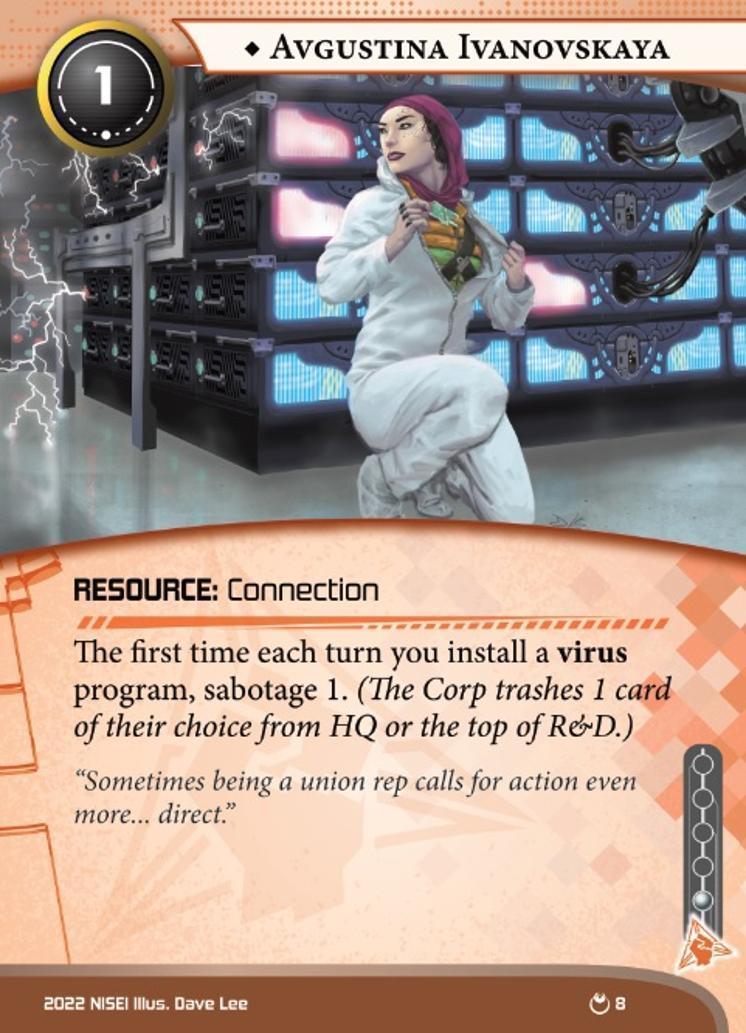 1
◆ Avgustina Ivanovskaya
RESOURCE: Connection
The first time each turn you install a virus
program, sabotage 1. (The Corp trashes 1 card
of their choice from HQ or the top of R&D.)
“Sometimes being a union rep calls for action even
more... direct.”
2022 NISEI Illus. Dave Lee
8